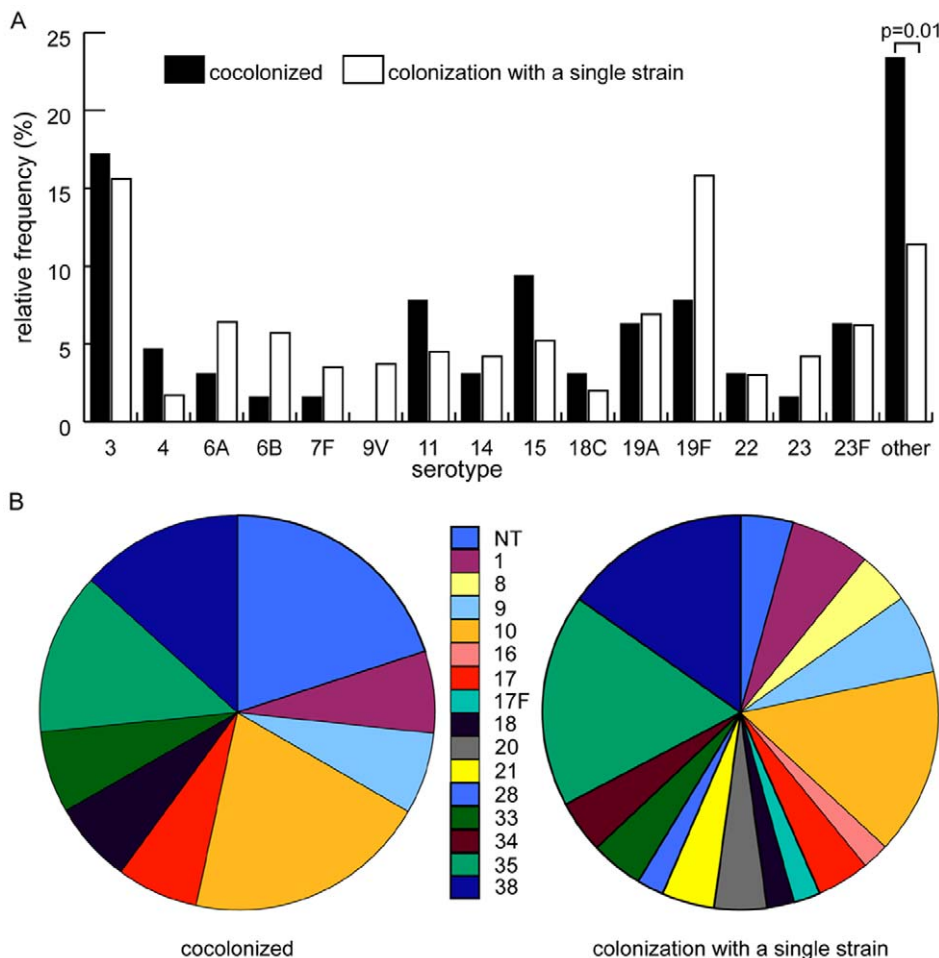 A
25
20
15
10
5
0
relative frequency (%)
cocolonized
colonization with a single strain
p=0.01
3 4 6A 6B 7F 9V 11 14 15 18C 19A 19F 22 23 23F other
serotype
B
NT
1
8
9
10
16
17
17F
18
20
21
28
33
34
35
38
cocolonized
colonization with a single strain